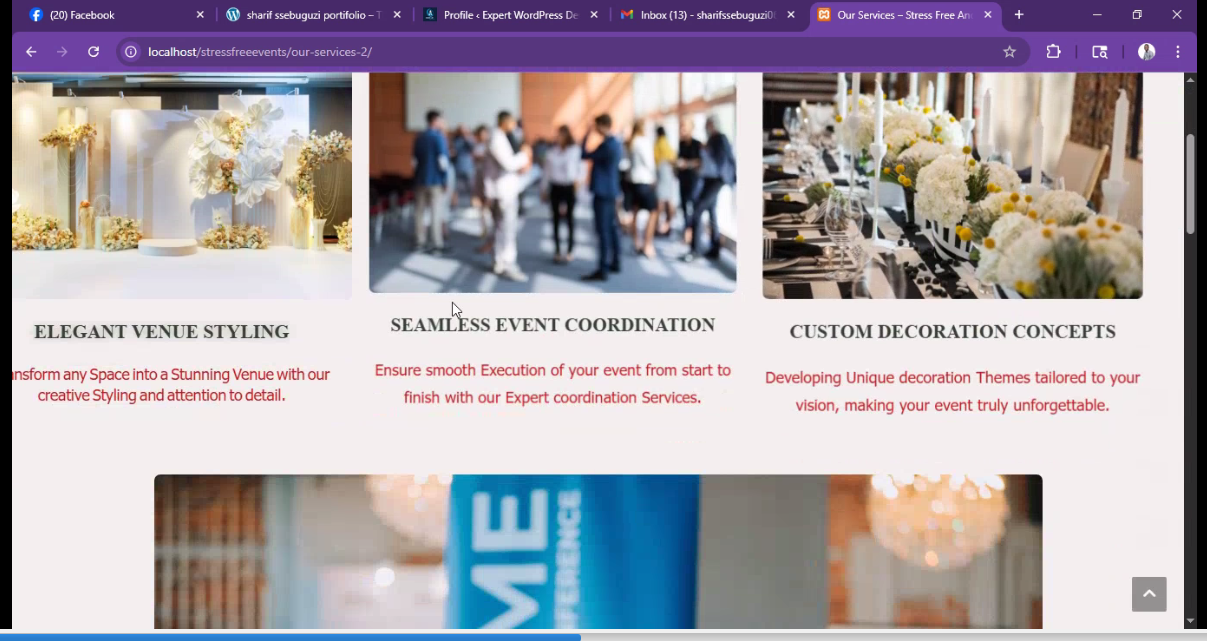 (20) Facebook
sharif ssebuguzi portifolio – T
Profile ‹ Expert WordPress De
Inbox (13) - sharifssebuguzi0
Our Services – Stress Free An
localhost/stressfreeevents/our-services-2/
ELEGANT VENUE STYLING
nsform any Space into a Stunning Venue with our
creative Styling and attention to detail.
SEAMLESS EVENT COORDINATION
Ensure smooth Execution of your event from start to
finish with our Expert coordination Services.
CUSTOM DECORATION CONCEPTS
Developing Unique decoration Themes tailored to your
vision, making your event truly unforgettable.
ME
FERENCE